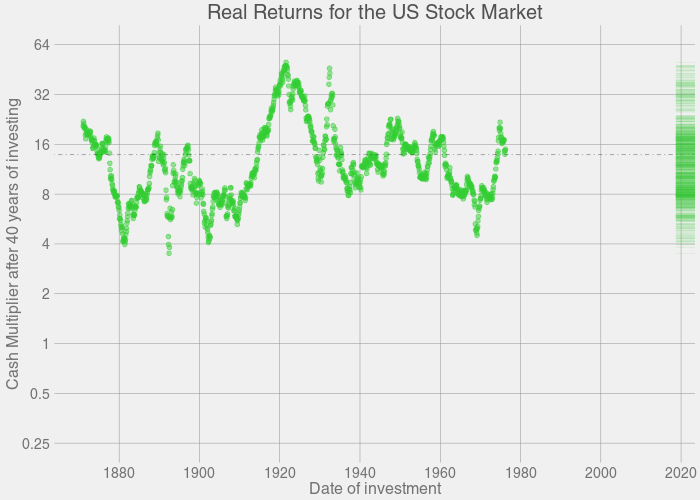 Real Returns for the US Stock Market
Cash Multiplier after 40 years of investing
64
32
16
8
4
2
1
0.5
0.25
1880 1900 1920 1940 1960 1980 2000 2020
Date of investment